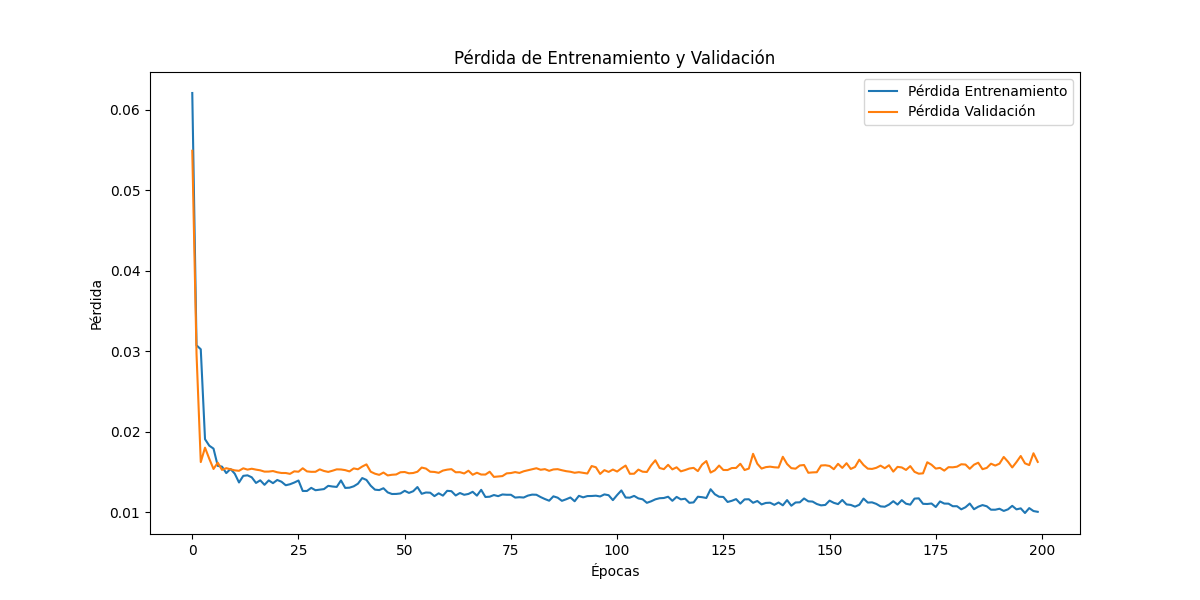 Pérdida de Entrenamiento y Validación
Pérdida Entrenamiento
Pérdida Validación
0.06
0.05
0.04
0.03
0.02
0.01
Pérdida
0 25 50 75 100 125 150 175 200
Épocas